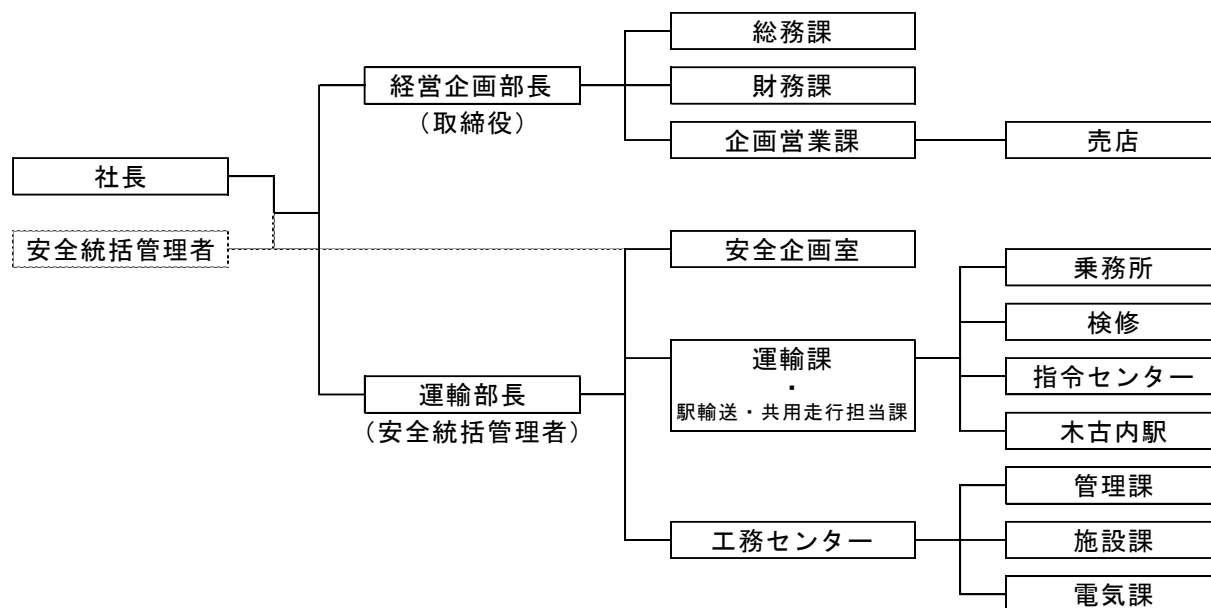 総務課
経営企画部長
（取締役）
財務課
企画営業課
売店
社長
安全統括管理者
安全企画室
乗務所
検修
運輸課
・
駅輸送・共用走行担当課
指令センター
木古内駅
運輸部長
（安全統括管理者）
工務センター
管理課
施設課
電気課